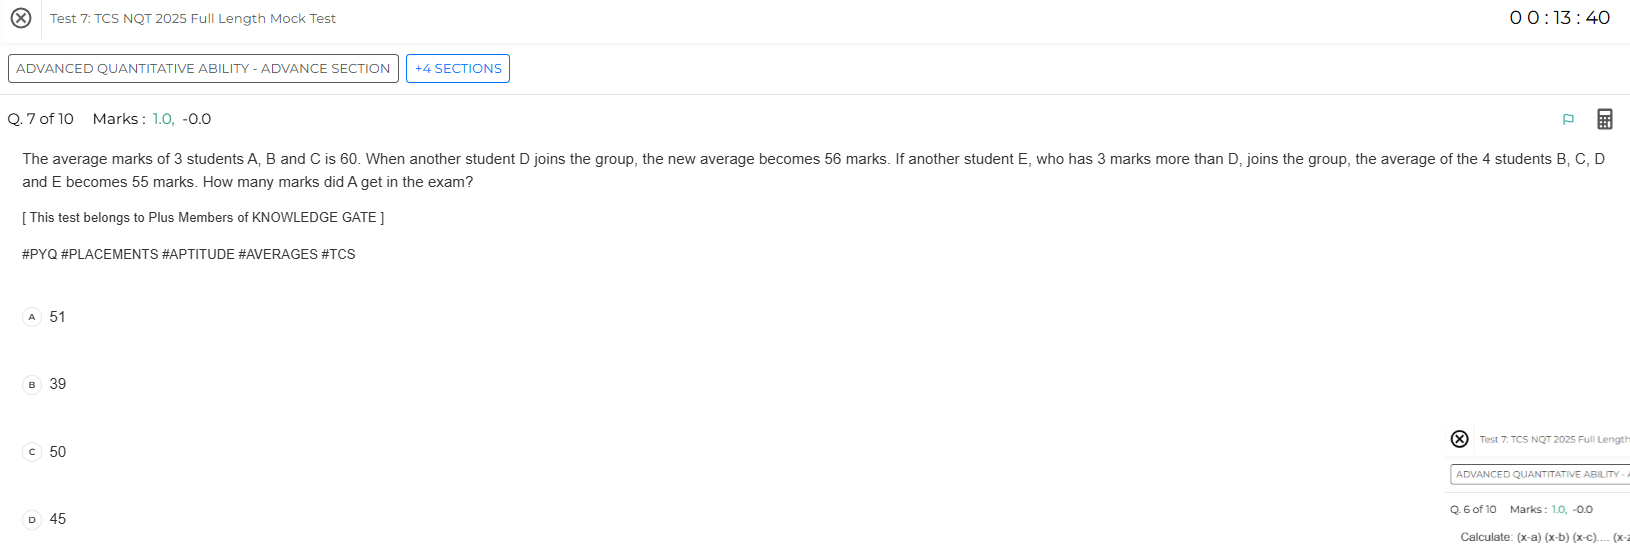 Test 7: TCS NQT 2025 Full Length Mock Test
00:13:40
ADVANCED QUANTITATIVE ABILITY - ADVANCE SECTION
+4 SECTIONS
Q. 7 of 10 Marks : 1.0, -0.0
The average marks of 3 students A, B and C is 60. When another student D joins the group, the new average becomes 56 marks. If another student E, who has 3 marks more than D, joins the group, the average of the 4 students B, C, D
and E becomes 55 marks. How many marks did A get in the exam?
[ This test belongs to Plus Members of KNOWLEDGE GATE ]
#PYQ #PLACEMENTS #APTITUDE #AVERAGES #TCS
A 51
B 39
C 50
D 45
Test 7: TCS NQT 2025 Full Length
ADVANCED QUANTITATIVE ABILITY -
Q. 6 of 10 Marks : 1.0, -0.0
Calculate: (x-a) (x-b) (x-c).... (x-